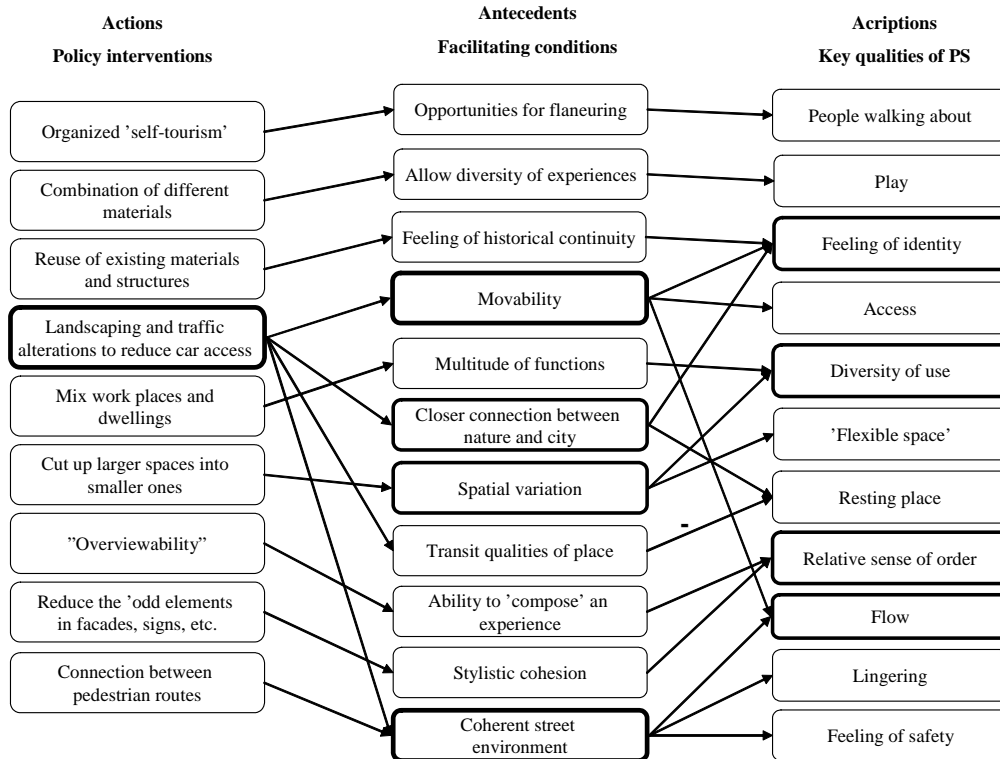 Actions
Policy interventions
Antecedents
Facilitating conditions
Acriptions
Key qualities of PS
Organized ’self-tourism’
Combination of different
materials
Reuse of existing materials
and structures
Landscaping and traffic
alterations to reduce car access
Mix work places and
dwellings
Cut up larger spaces into
smaller ones
”Overviewability”
Reduce the ’odd elements
in facades, signs, etc.
Connection between
pedestrian routes
Opportunities for flaneuring
Allow diversity of experiences
Feeling of historical continuity
Movability
Multitude of functions
Closer connection between
nature and city
Spatial variation
Transit qualities of place
Ability to ’compose’ an
experience
Stylistic cohesion
Coherent street
environment
-
People walking about
Play
Feeling of identity
Access
Diversity of use
’Flexible space’
Resting place
Relative sense of order
Flow
Lingering
Feeling of safety